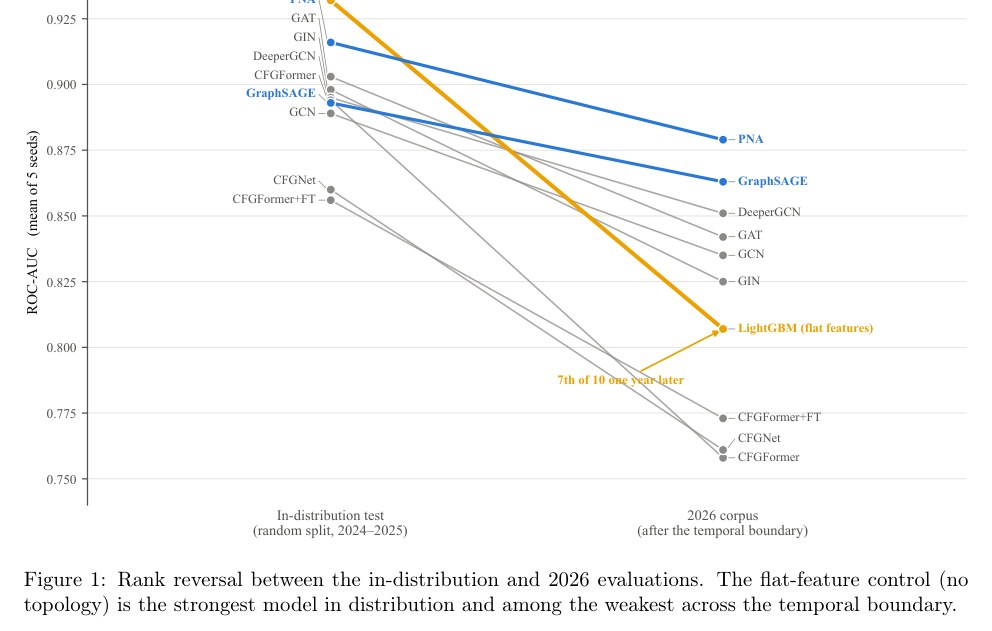 PNA
0.925
GAT
GIN
DeeperGCN
0.900
CFGFormer
GraphSAGE
GCN
0.875
PNA
CFGNet
GraphSAGE
CFGFormer+FT
0.850
DeeperGCN
GAT
GCN
0.825
GIN
ROC-AUC (mean of 5 seeds)
LightGBM (flat features)
0.800
7th of 10 one year later
0.775
CFGFormer+FT
CFGNet
CFGFormer
0.750
In-distribution test
(random split, 2024–2025)
2026 corpus
(after the temporal boundary)
Figure 1: Rank reversal between the in-distribution and 2026 evaluations. The flat-feature control (no
topology) is the strongest model in distribution and among the weakest across the temporal boundary.